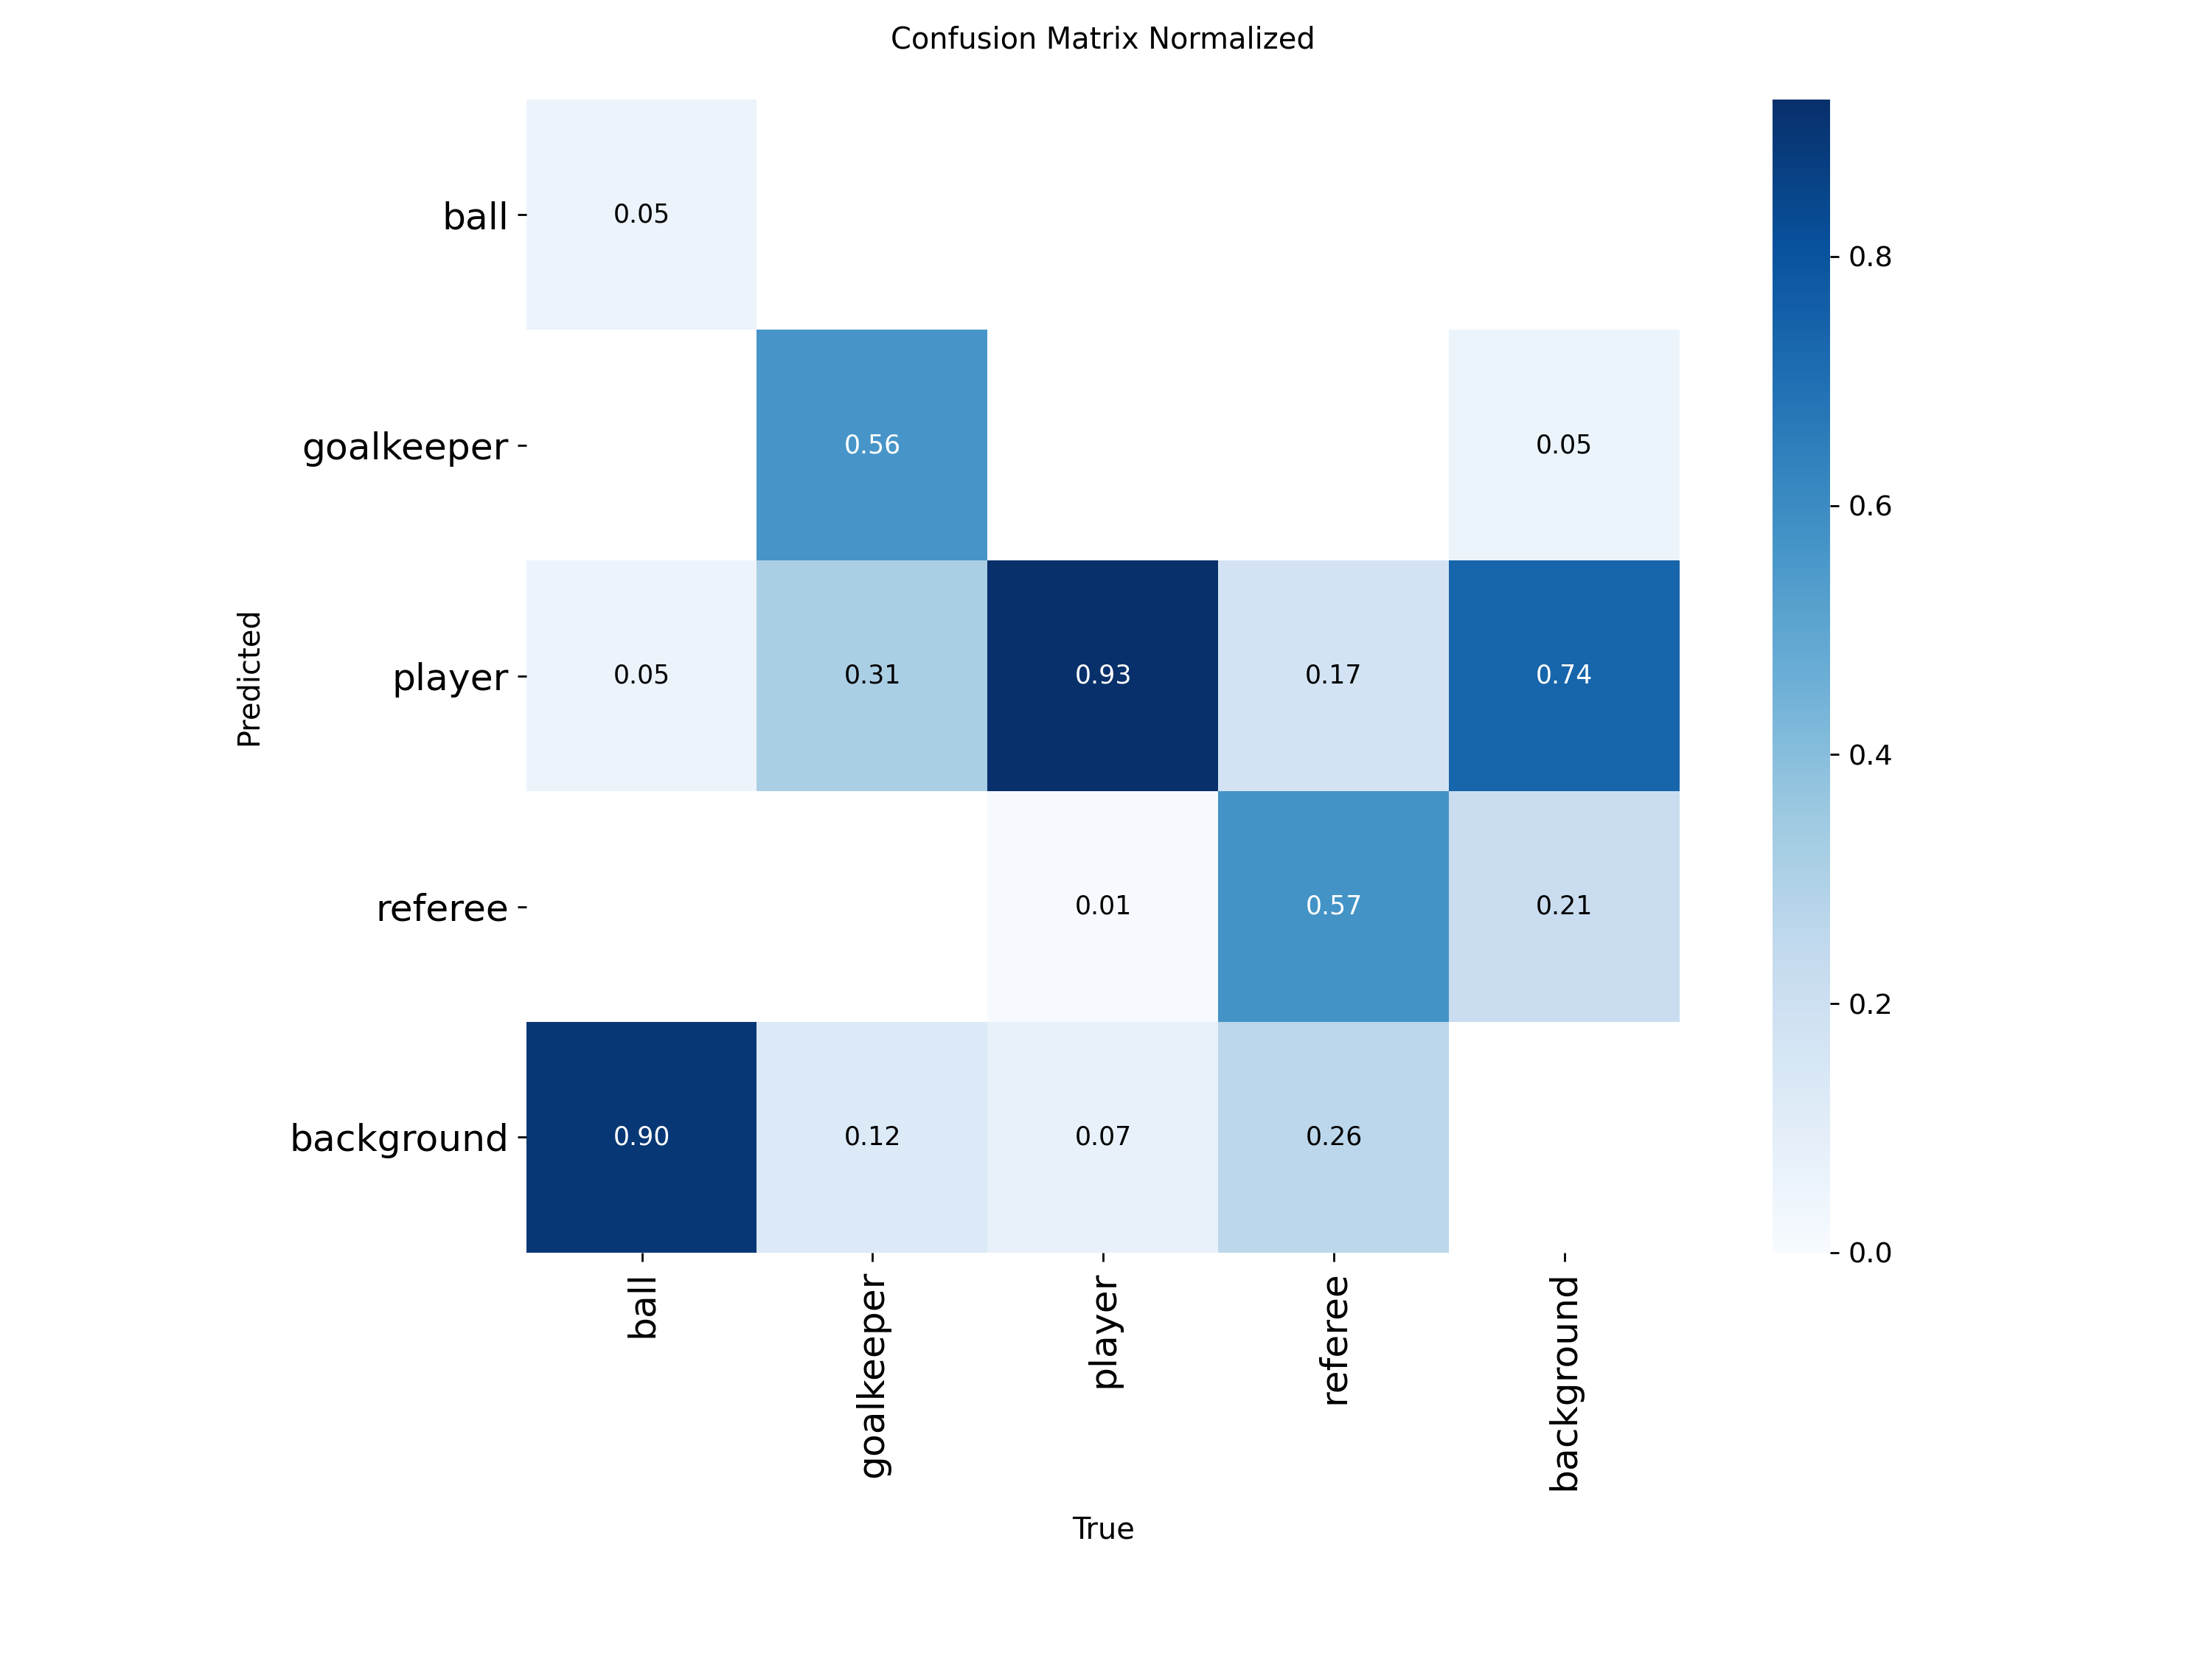 Confusion Matrix Normalized
ball
0.05
0.8
goalkeeper
0.56
0.05
0.6
Predicted
player
0.05
0.31
0.93
0.17
0.74
0.4
referee
0.01
0.57
0.21
0.2
background
0.90
0.12
0.07
0.26
0.0
ball
goalkeeper
player
referee
background
True